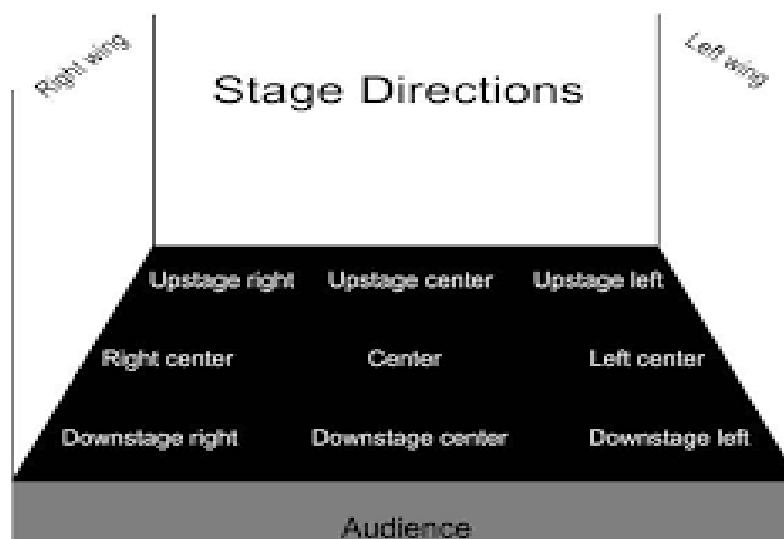 Right wing
Left wing
Stage Directions
Upstage right Upstage center Upstage left
Right center Center Left center
Downstage right Downstage center Downstage left
Audience